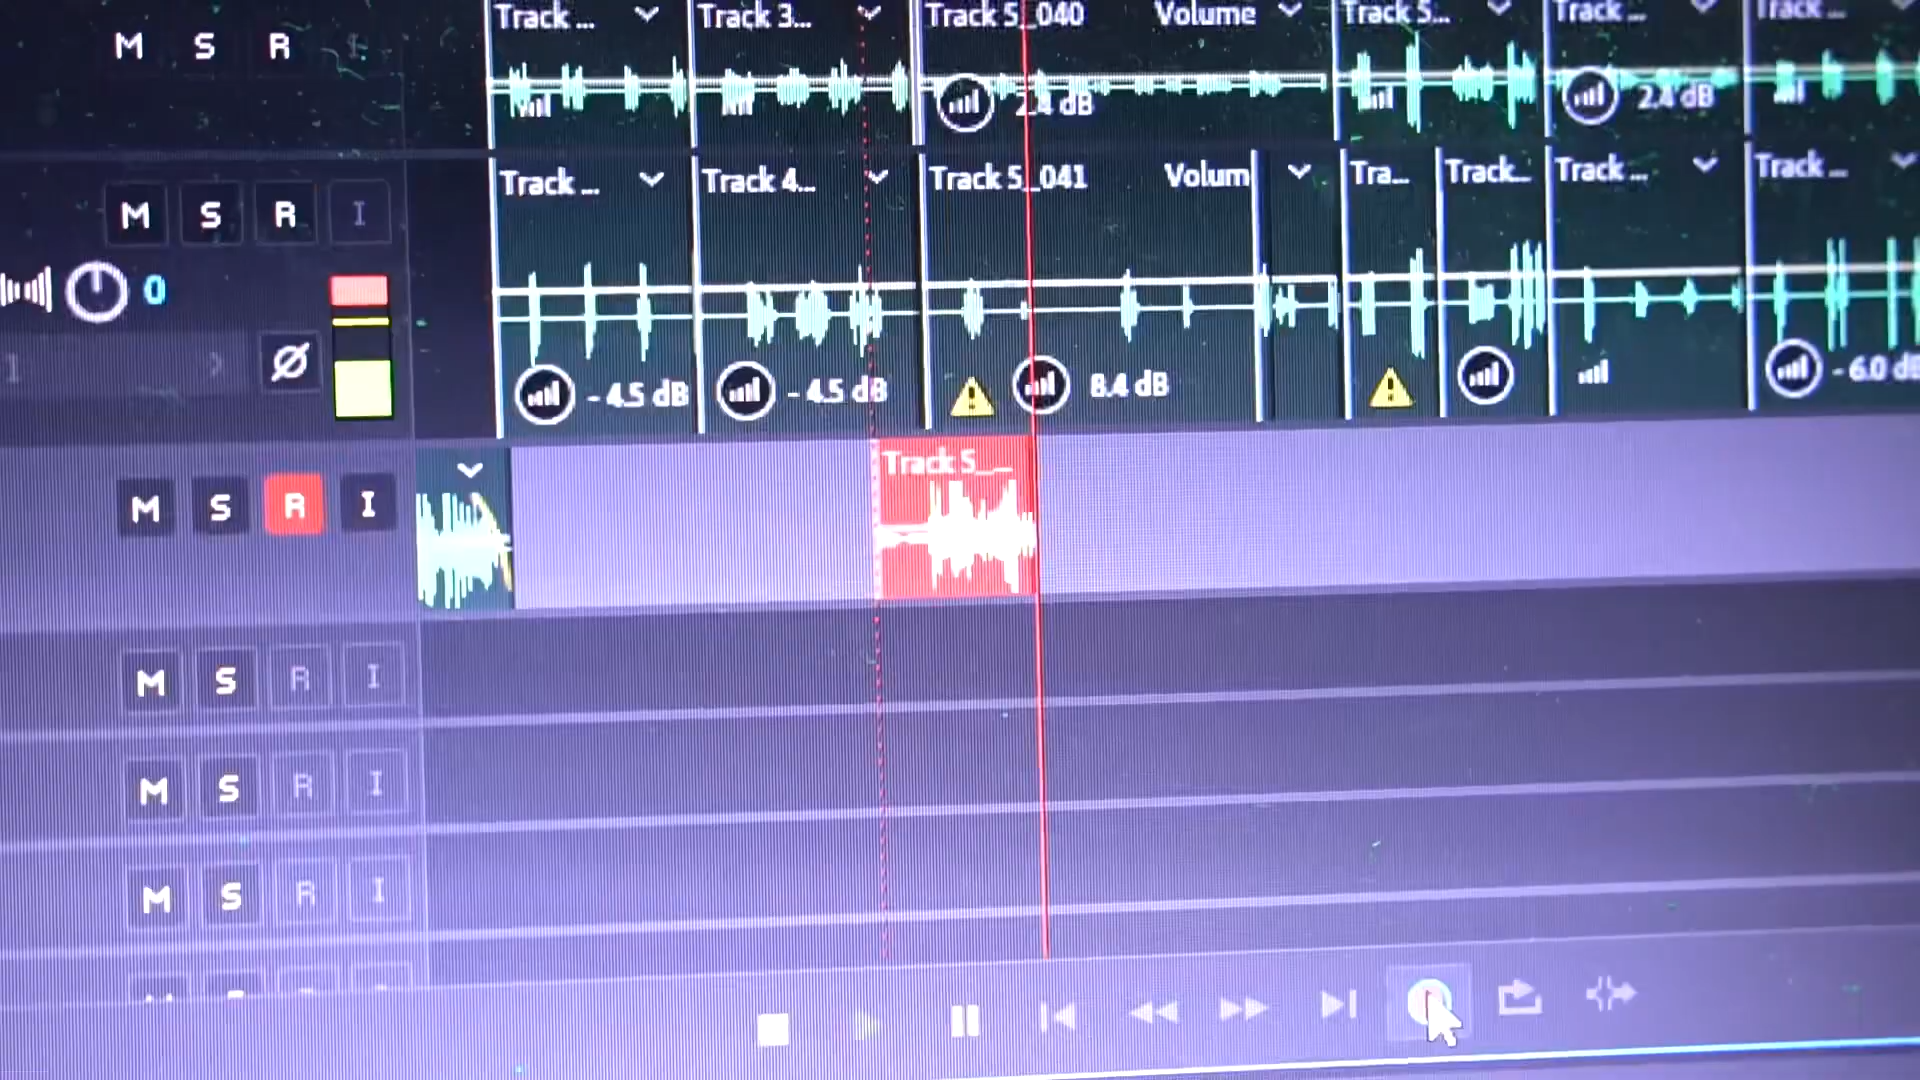 Track ... Track 3... Track 5_040 Volume Track 5... Track ... Track ...
M S R I
2.4 dB 2.4 dB
Track ... Track 4... Track 5_041 Volum Tra... Track... Track ... Track ...
M S R I
0
- 4.5 dB - 4.5 dB 8.4 dB - 6.0 dB
1
Track 5_...
M S R I
M S R I
M S R I
M S R I